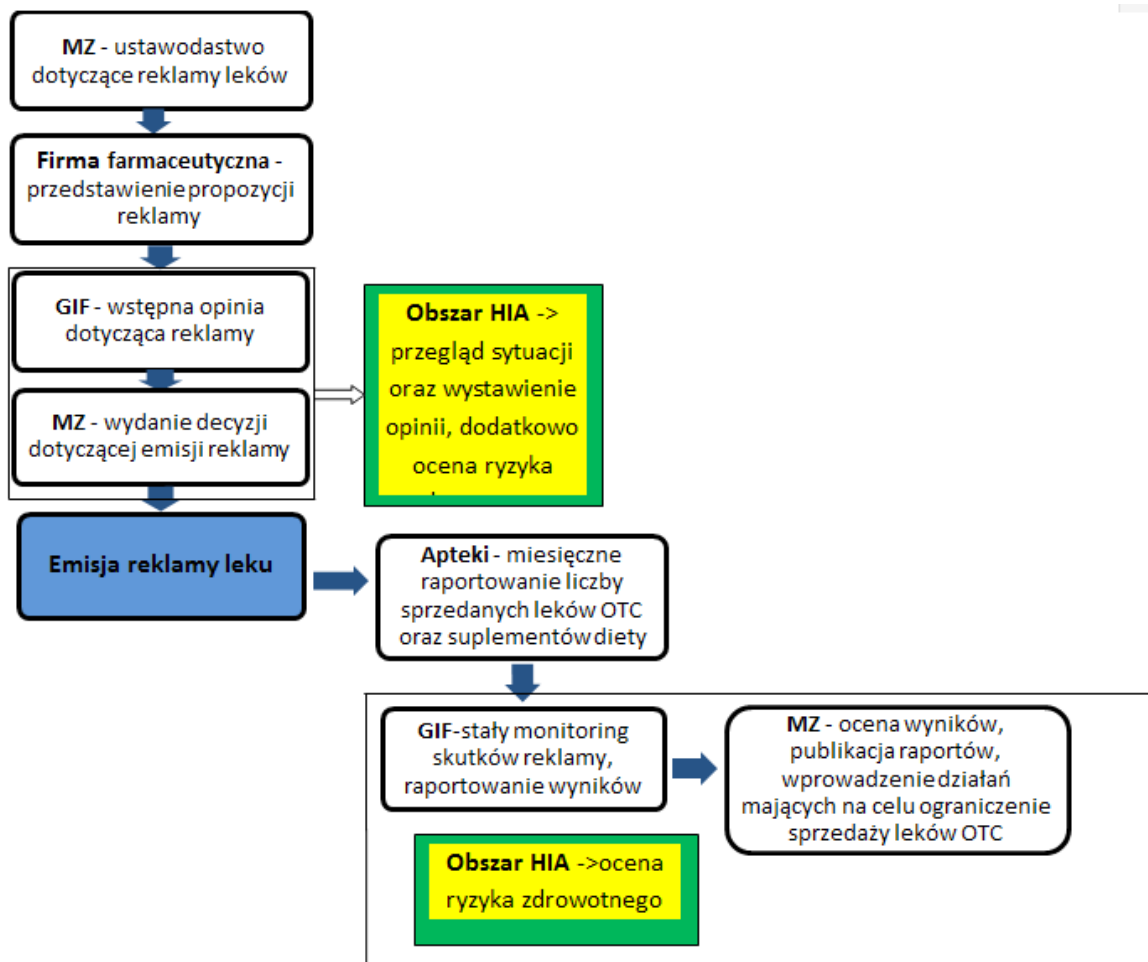 MZ - ustawodastwo
dotyczące reklamy leków
Firma farmaceutyczna -
przedstawienie propozycji
reklamy
GIF - wstępna opinia
dotycząca reklamy
MZ - wydanie decyzji
dotyczącej emisji reklamy
Obszar HIA ->
przegląd sytuacji
oraz wystawienie
opinii, dodatkowo
ocena ryzyka
Emisja reklamy leku
Apteki - miesięczne
raportowanie liczby
sprzedanych leków OTC
oraz suplementów diety
GIF-stały monitoring
skutków reklamy,
raportowanie wyników
MZ - ocena wyników,
publikacja raportów,
wprowadzenie działań
mających na celu ograniczenie
sprzedaży leków OTC
Obszar HIA ->ocena
ryzyka zdrowotnego